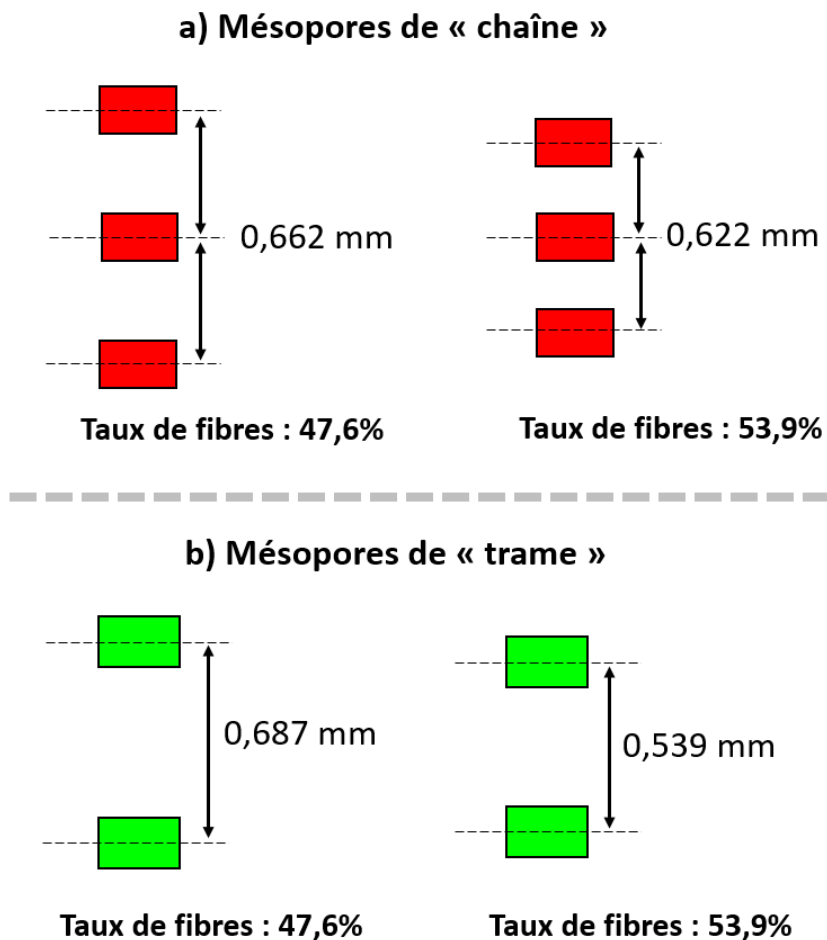 a) Mésopores de « chaîne »
0,662 mm
0,622 mm
Taux de fibres : 47,6%
Taux de fibres : 53,9%
b) Mésopores de « trame »
0,687 mm
0,539 mm
Taux de fibres : 47,6%
Taux de fibres : 53,9%